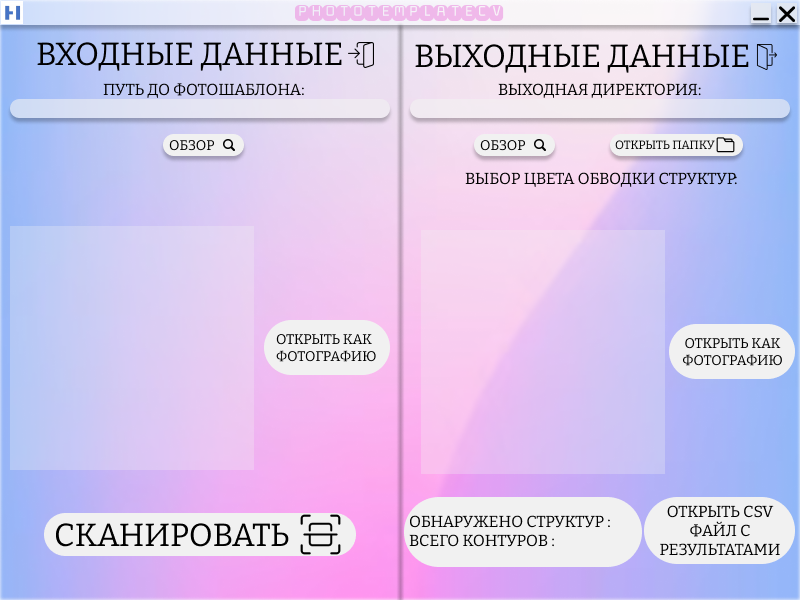 PHOTOTEMPLATECV
ВХОДНЫЕ ДАННЫЕ
ПУТЬ ДО ФОТОШАБЛОНА:
ОБЗОР
ОТКРЫТЬ КАК
ФОТОГРАФИЮ
СКАНИРОВАТЬ
ВЫХОДНЫЕ ДАННЫЕ
ВЫХОДНАЯ ДИРЕКТОРИЯ:
ОБЗОР
ОТКРЫТЬ ПАПКУ
ВЫБОР ЦВЕТА ОБВОДКИ СТРУКТУР:
ОТКРЫТЬ КАК
ФОТОГРАФИЮ
ОБНАРУЖЕНО СТРУКТУР :
ВСЕГО КОНТУРОВ :
ОТКРЫТЬ CSV
ФАЙЛ С
РЕЗУЛЬТАТАМИ